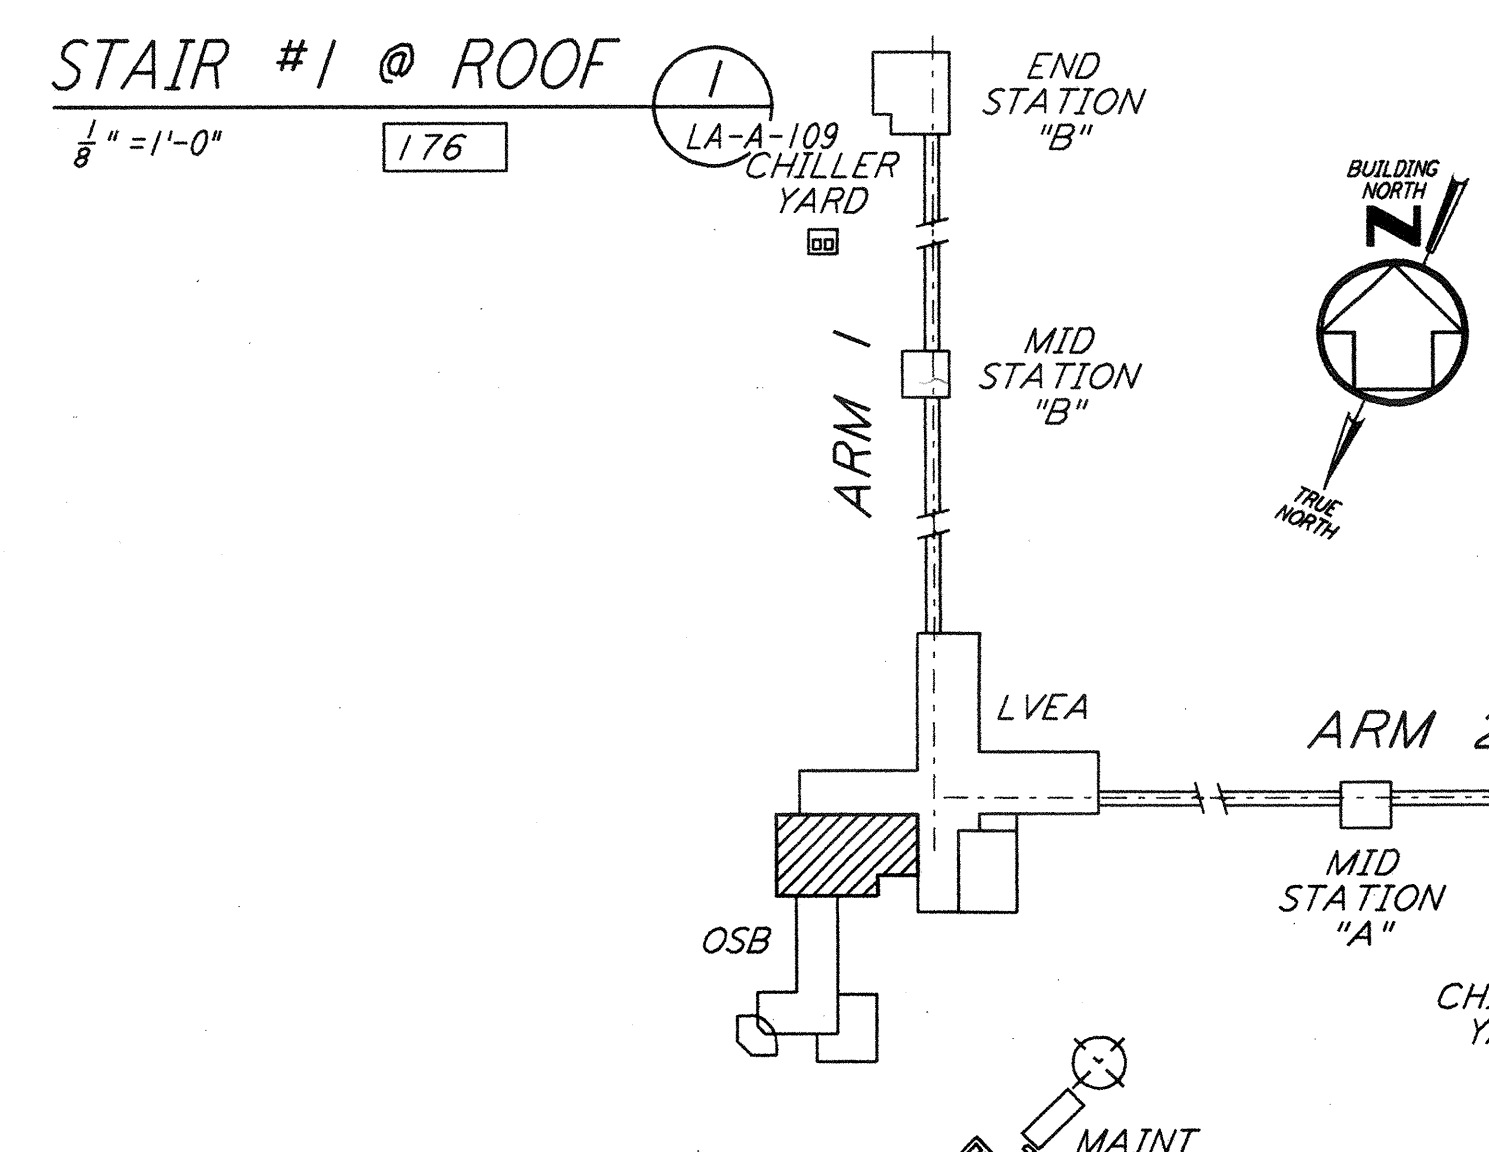 STAIR #1 @ ROOF
1
1/8" = 1'-0"
176
LA-A-109
CHILLER
YARD
END
STATION
"B"
BUILDING
NORTH
N
TRUE
NORTH
ARM 1
MID
STATION
"B"
LVEA
ARM 2
MID
STATION
"A"
OSB
MAINT